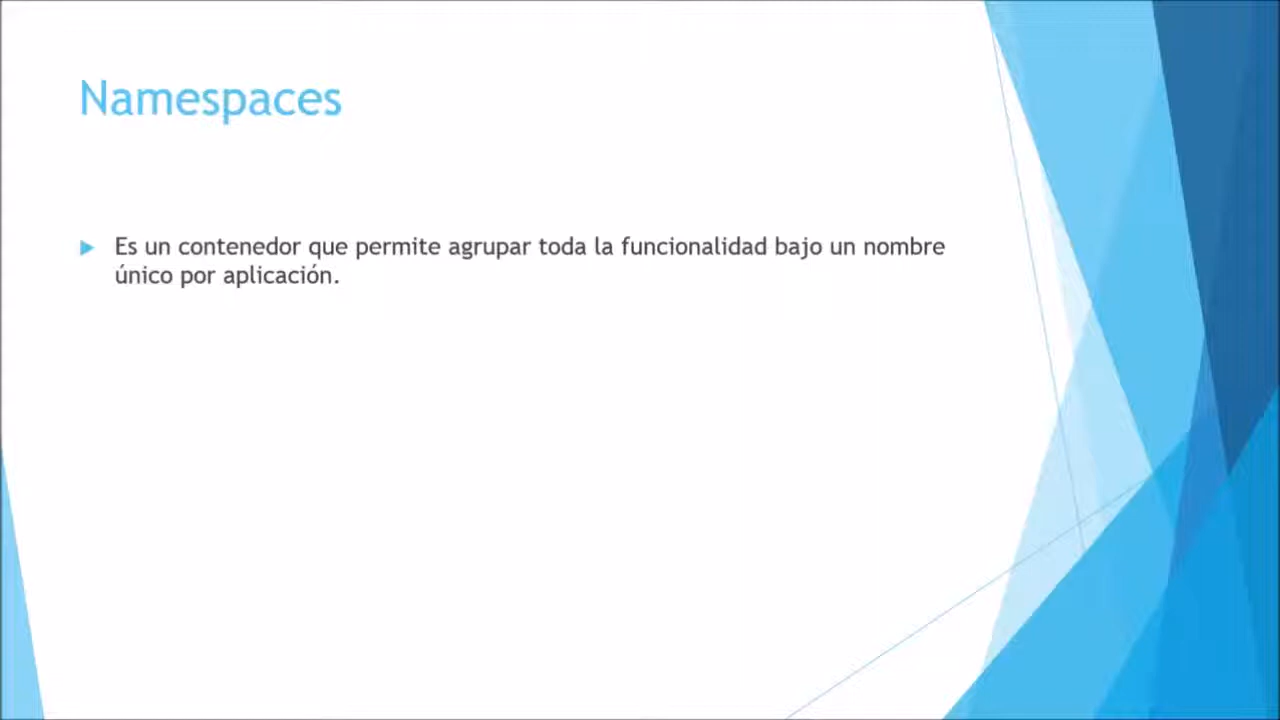 Namespaces
Es un contenedor que permite agrupar toda la funcionalidad bajo un nombre
único por aplicación.